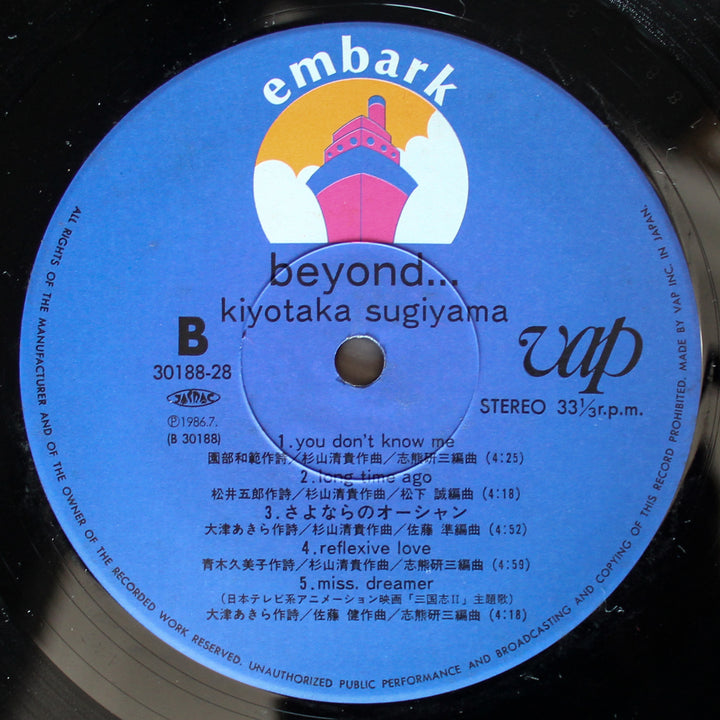 embark
beyond...
kiyotaka sugiyama
B
30188-28
JASRAC
Ⓟ1986.7.
(B 30188)
vap
STEREO 33⅓r.p.m.
1.you don't know me
園部和範作詩／杉山清貴作曲／志熊研三編曲 (4:25)
2.long time ago
松井五郎作詩／杉山清貴作曲／松下 誠編曲 (4:18)
3.さよならのオーシャン
大津あきら作詩／杉山清貴作曲／佐藤 準編曲 (4:52)
4.reflexive love
青木久美子作詩／杉山清貴作曲／志熊研三編曲 (4:59)
5.miss. dreamer
(日本テレビ系アニメーション映画「三国志II」主題歌)
大津あきら作詩／佐藤 健作曲／志熊研三編曲 (4:18)
ALL RIGHTS OF THE MANUFACTURER AND OF THE OWNER OF THE RECORDED WORK RESERVED. UNAUTHORIZED PUBLIC PERFORMANCE AND BROADCASTING AND COPYING OF THIS RECORD PROHIBITED. MADE BY VAP INC. IN JAPAN.